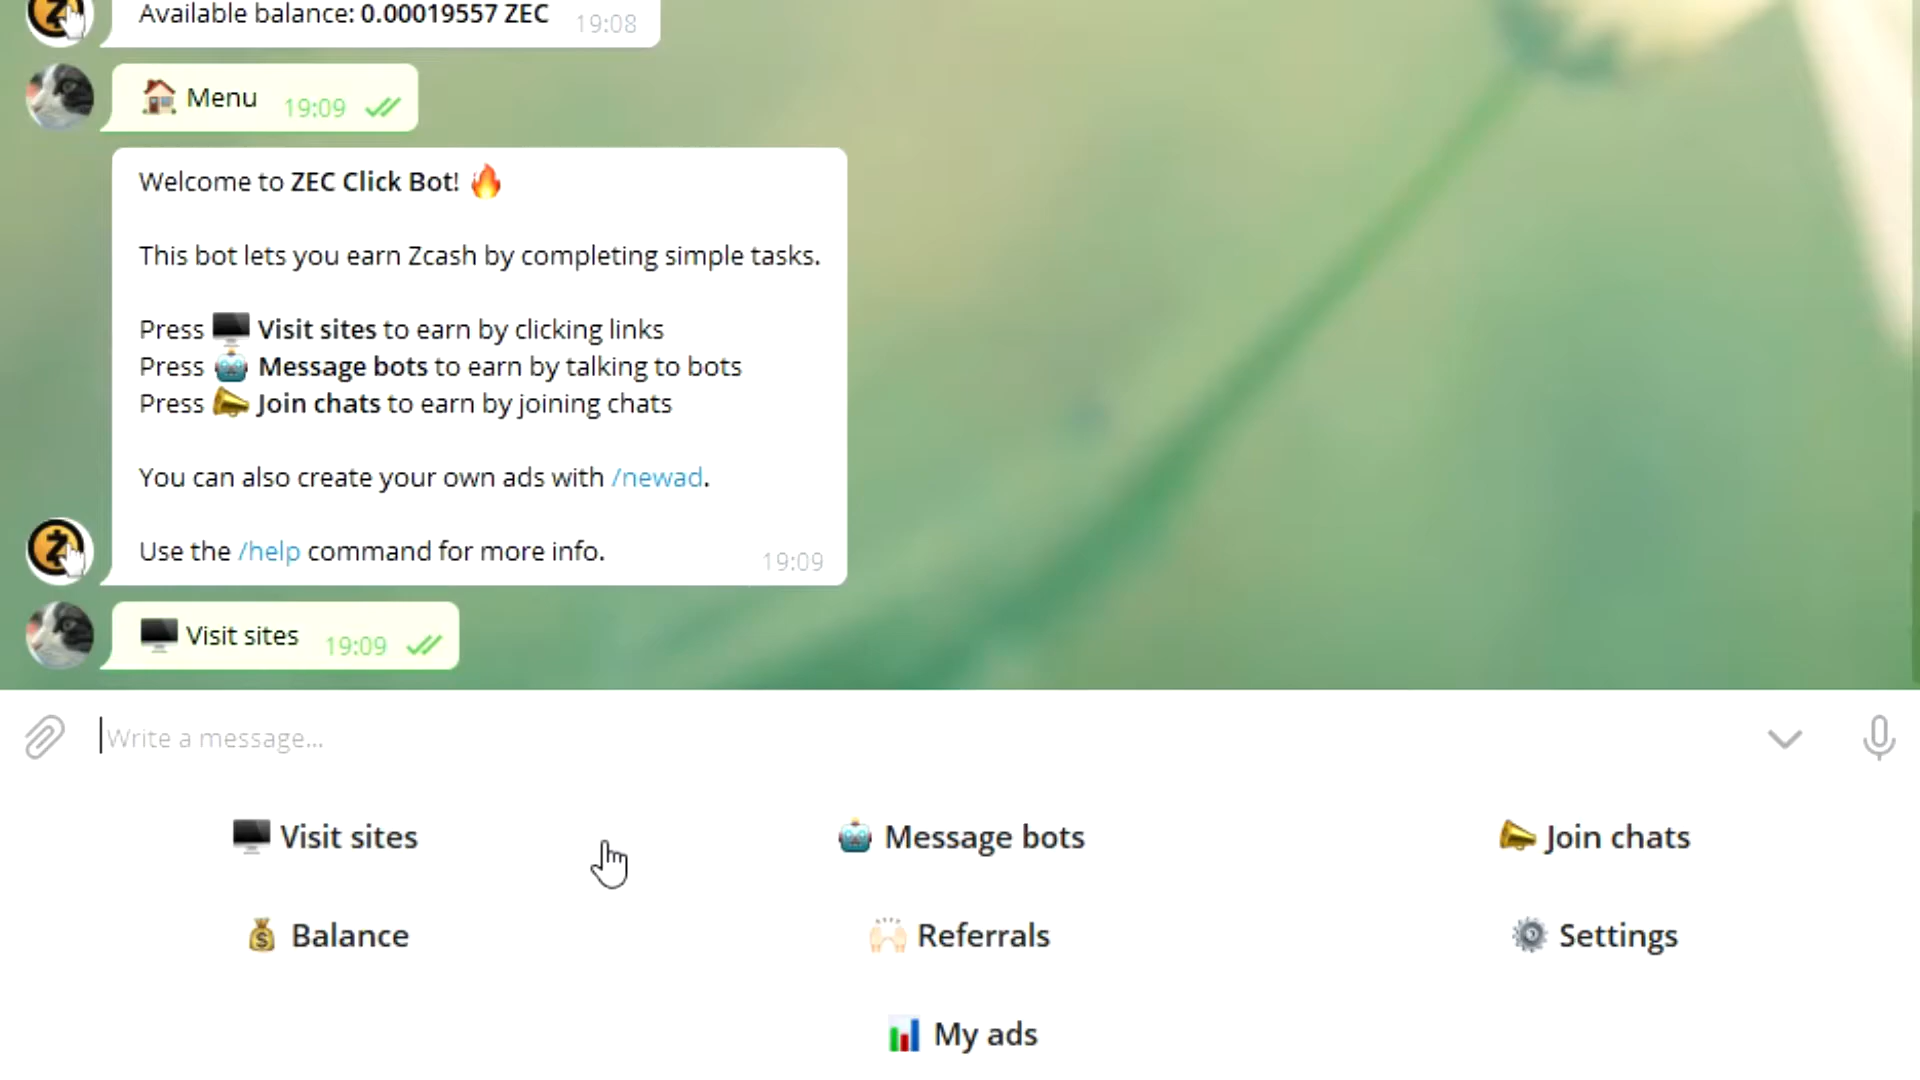 Available balance: 0.00019557 ZEC 19:08
Menu 19:09
Welcome to ZEC Click Bot!
This bot lets you earn Zcash by completing simple tasks.
Press Visit sites to earn by clicking links
Press Message bots to earn by talking to bots
Press Join chats to earn by joining chats
You can also create your own ads with /newad.
Use the /help command for more info. 19:09
Visit sites 19:09
Write a message...
Visit sites Message bots Join chats
Balance Referrals Settings
My ads